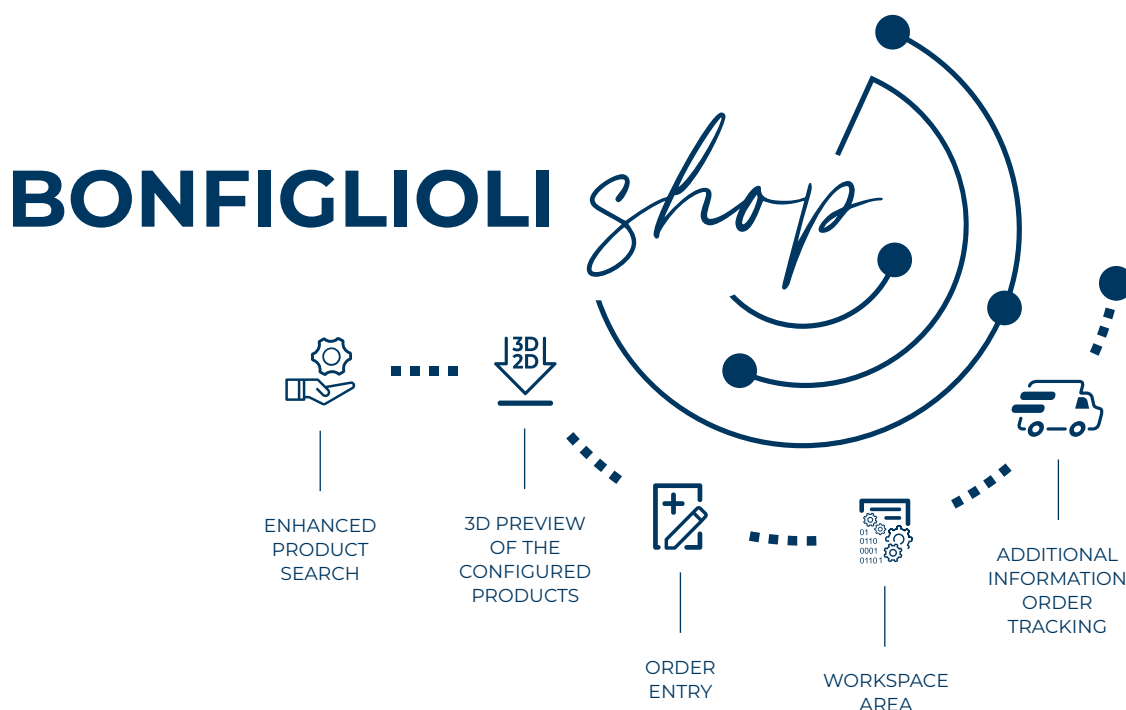 BONFIGLIOLI shop
3D
2D
01
0110
0001
01101
ENHANCED
PRODUCT
SEARCH
3D PREVIEW
OF THE
CONFIGURED
PRODUCTS
ORDER
ENTRY
WORKSPACE
AREA
ADDITIONAL
INFORMATION
ORDER
TRACKING